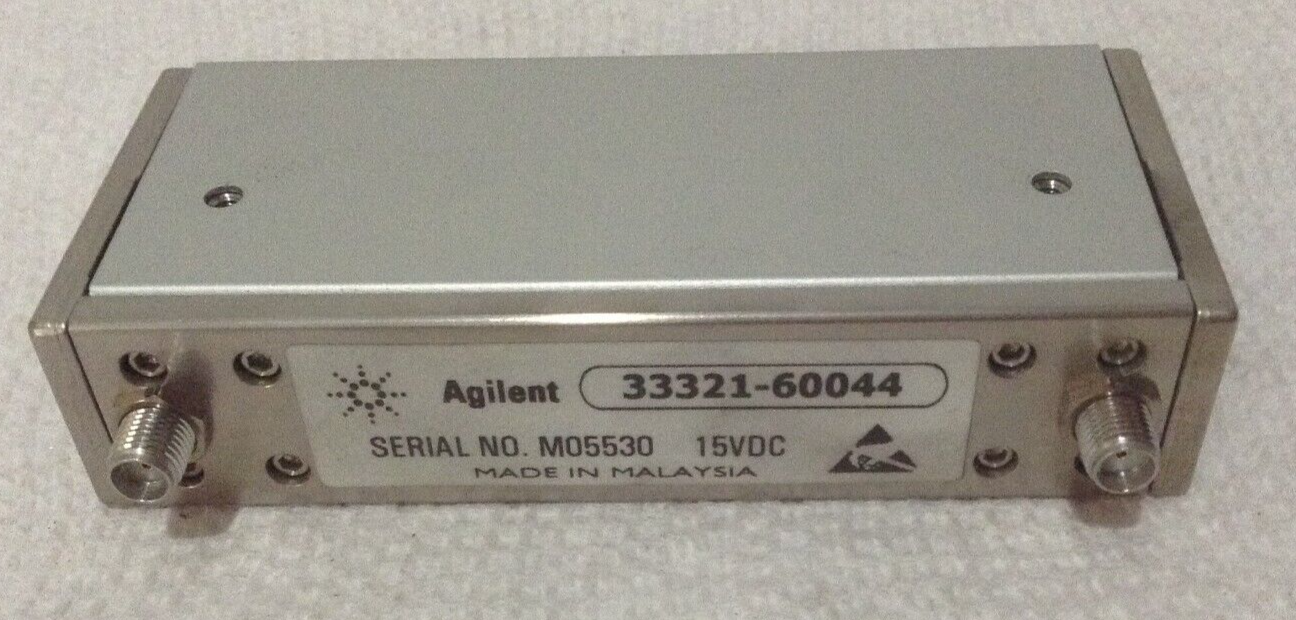 Agilent 33321-60044
SERIAL NO. M05530 15VDC
MADE IN MALAYSIA